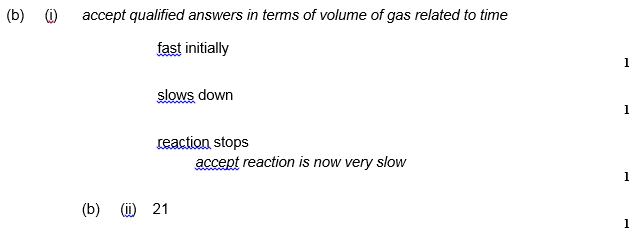 (b) (i) accept qualified answers in terms of volume of gas related to time
fast initially
1
slows down
1
reaction stops
accept reaction is now very slow
1
(b) (ii) 21
1